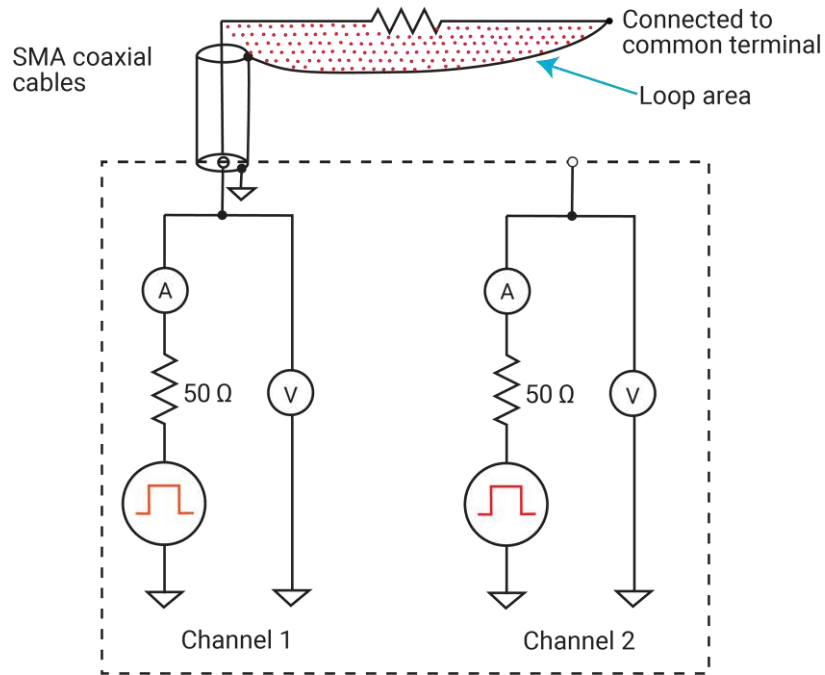 Connected to
common terminal
SMA coaxial
cables
Loop area
A
50 Ω
V
A
50 Ω
V
Channel 1
Channel 2